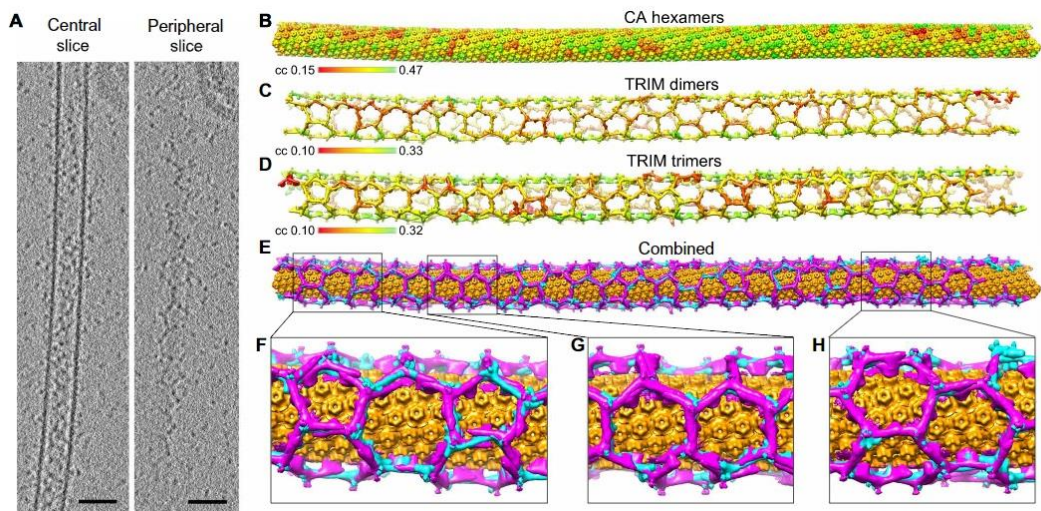 A
Central
slice
Peripheral
slice
B
CA hexamers
cc 0.15
0.47
C
TRIM dimers
cc 0.10
0.33
D
TRIM trimers
cc 0.10
0.32
E
Combined
F
G
H